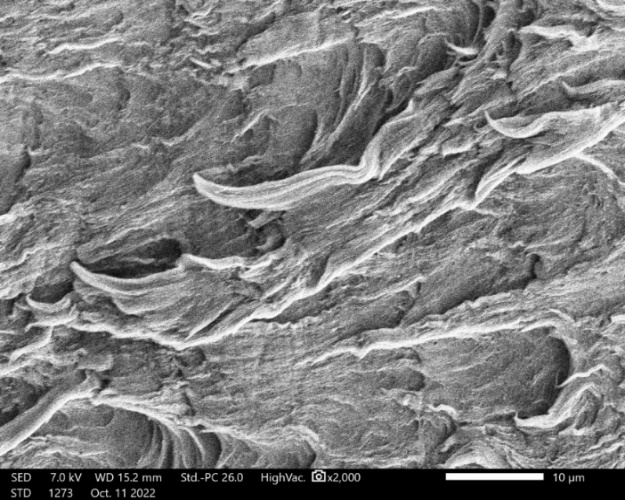 SED 7.0 kV WD 15.2 mm Std.-PC 26.0 HighVac. x2,000 10 µm
STD 1273 Oct. 11 2022